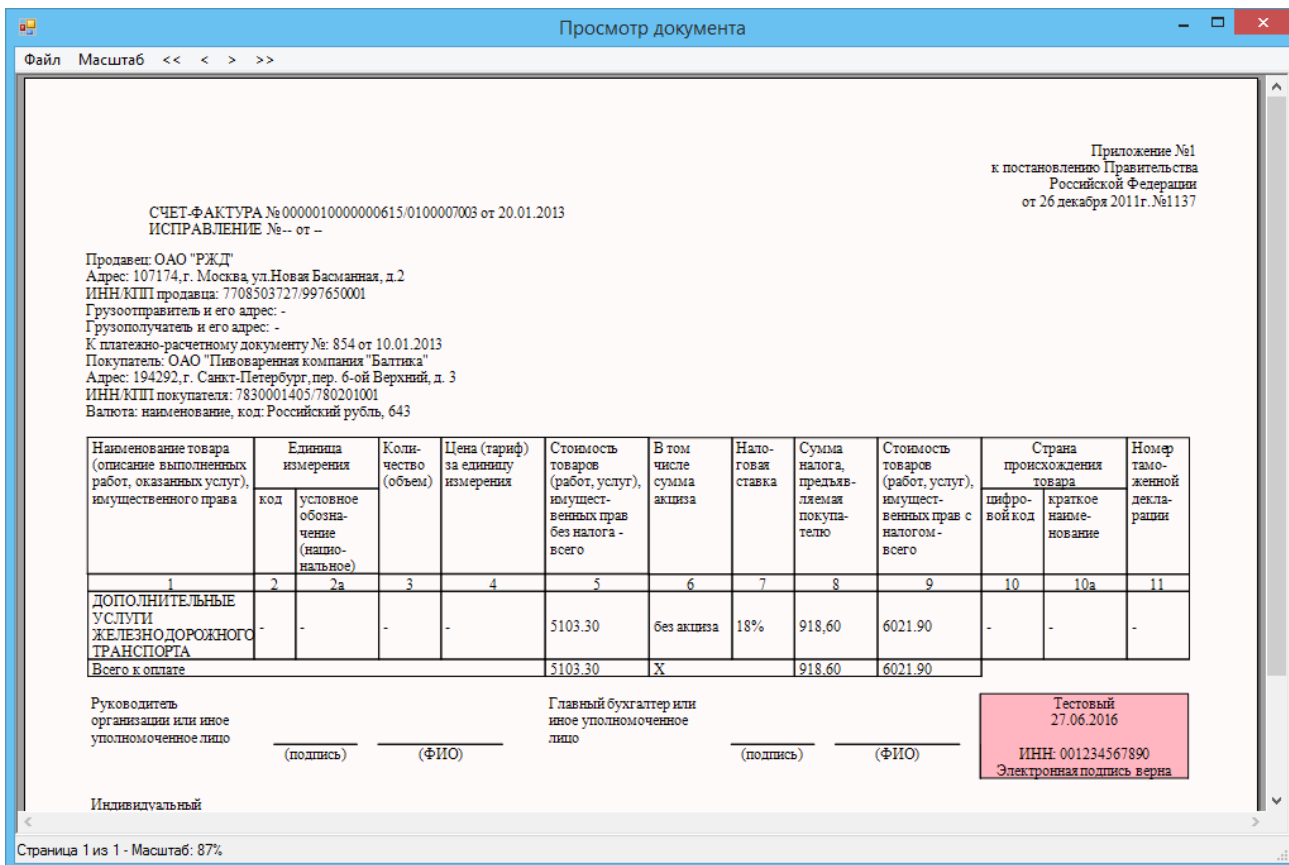 Просмотр документа
Файл Масштаб << < > >>
Приложение №1
к постановлению Правительства
Российской Федерации
от 26 декабря 2011г. №1137
СЧЕТ-ФАКТУРА № 0000010000000615/0100007003 от 20.01.2013
ИСПРАВЛЕНИЕ №-- от --
Продавец: ОАО "РЖД"
Адрес: 107174, г. Москва, ул.Новая Басманная, д.2
ИНН/КПП продавца: 7708503727/997650001
Грузоотправитель и его адрес: -
Грузополучатель и его адрес: -
К платежно-расчетному документу №: 854 от 10.01.2013
Покупатель: ОАО "Пивоваренная компания "Балтика"
Адрес: 194292, г. Санкт-Петербург, пер. 6-ой Верхний, д. 3
ИНН/КПП покупателя: 7830001405/780201001
Валюта: наименование, код: Российский рубль, 643
Наименование товара
(описание выполненных
работ, оказанных услуг),
имущественного права
Единица
измерения
код
условное
обозна-
чение
(нацио-
нальное)
Коли-
чество
(объем)
Цена (тариф)
за единицу
измерения
Стоимость
товаров
(работ, услуг),
имущест-
венных прав
без налога -
всего
В том
числе
сумма
акциза
Нало-
говая
ставка
Сумма
налога,
предъяв-
ляемая
покупа-
телю
Стоимость
товаров
(работ, услуг),
имущест-
венных прав с
налогом -
всего
Страна
происхождения
товара
цифро-
вой код
краткое
наиме-
нование
Номер
тамо-
женной
декла-
рации
1 2 2а 3 4 5 6 7 8 9 10 10а 11
ДОПОЛНИТЕЛЬНЫЕ
УСЛУГИ
ЖЕЛЕЗНОДОРОЖНОГО
ТРАНСПОРТА
- - - - 5103.30 без акциза 18% 918,60 6021.90 - - -
Всего к оплате 5103.30 X 918,60 6021.90
Руководитель
организации или иное
уполномоченное лицо
(подпись) (ФИО)
Главный бухгалтер или
иное уполномоченное
лицо
(подпись) (ФИО)
Тестовый
27.06.2016
ИНН: 001234567890
Электронная подпись верна
Индивидуальный
Страница 1 из 1 - Масштаб: 87%